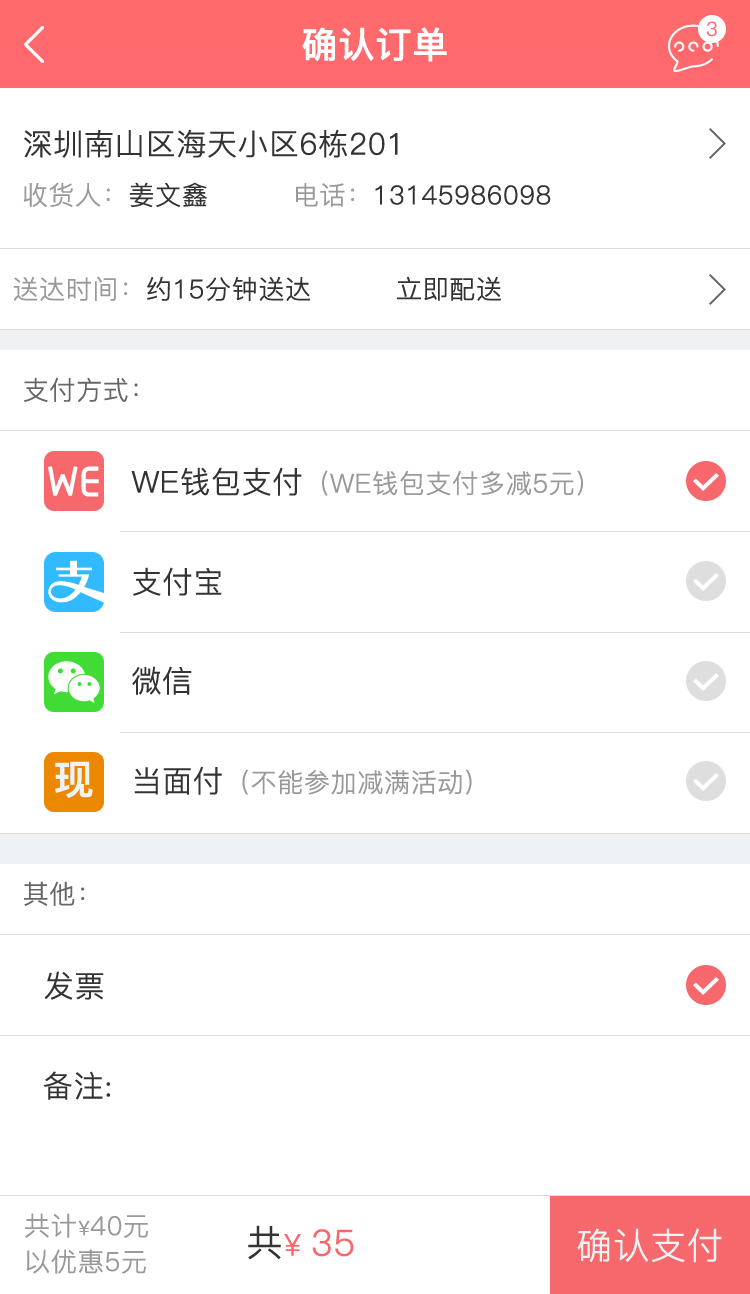 确认订单
3
深圳南山区海天小区6栋201
收货人: 姜文鑫 电话: 13145986098
送达时间: 约15分钟送达 立即配送
支付方式:
WE WE钱包支付 (WE钱包支付多减5元)
支 支付宝
微信
现 当面付 (不能参加减满活动)
其他:
发票
备注:
共计¥40元
以优惠5元
共¥ 35
确认支付